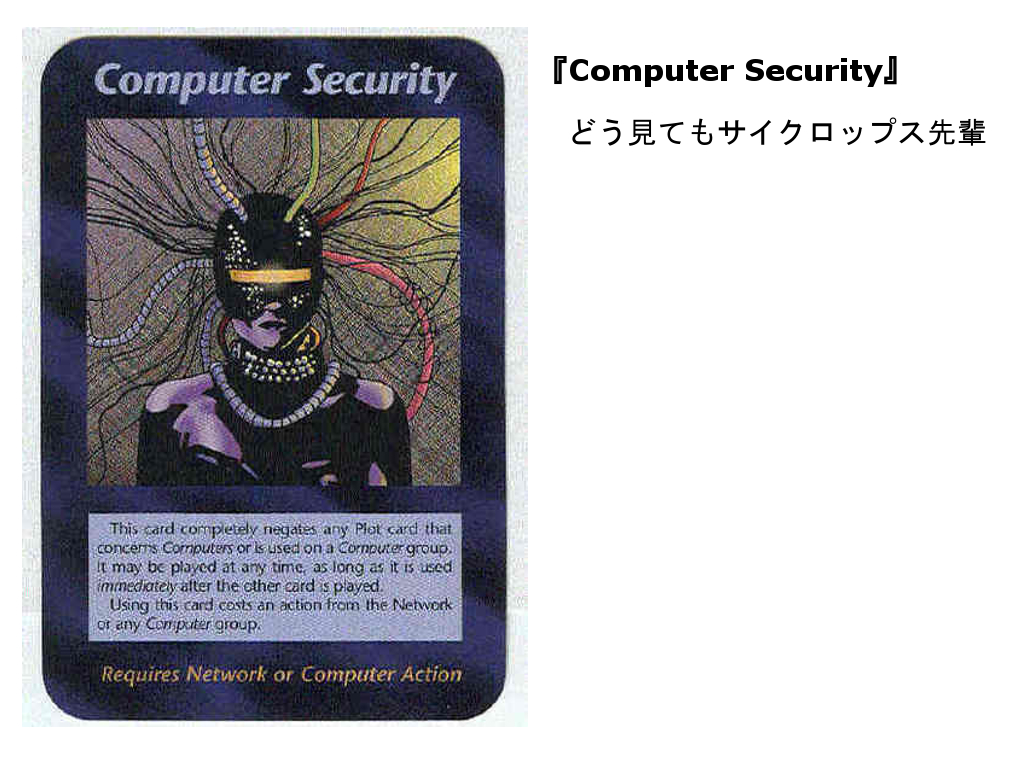 Computer Security
This card completely negates any Plot card that
concerns Computers or is used on a Computer group.
It may be played at any time, as long as it is used
immediately after the other card is played.
Using this card costs an action from the Network
or any Computer group.
Requires Network or Computer Action
『Computer Security』
どう見てもサイクロップス先輩